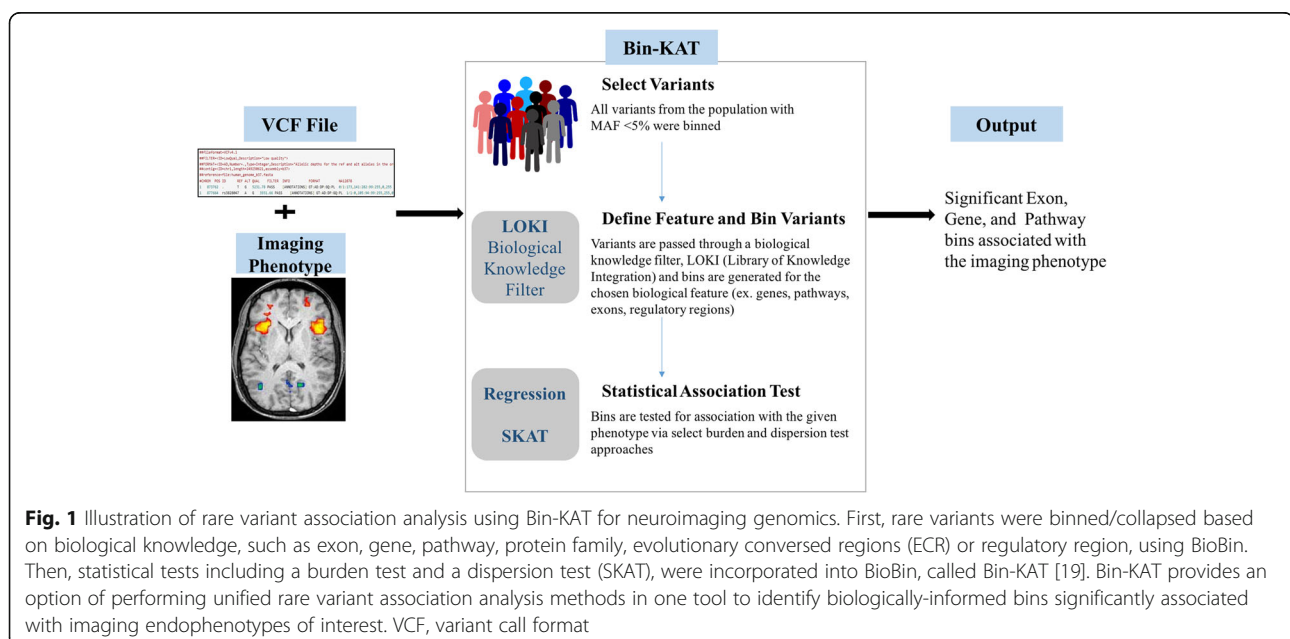 Bin-KAT
VCF File
+
Imaging
Phenotype
Select Variants
All variants from the population with
MAF <5% were binned
LOKI
Biological
Knowledge
Filter
Define Feature and Bin Variants
Variants are passed through a biological
knowledge filter, LOKI (Library of Knowledge
Integration) and bins are generated for the
chosen biological feature (ex. genes, pathways,
exons, regulatory regions)
Regression
SKAT
Statistical Association Test
Bins are tested for association with the given
phenotype via select burden and dispersion test
approaches
Output
Significant Exon,
Gene, and Pathway
bins associated with
the imaging phenotype
Fig. 1 Illustration of rare variant association analysis using Bin-KAT for neuroimaging genomics. First, rare variants were binned/collapsed based
on biological knowledge, such as exon, gene, pathway, protein family, evolutionary conversed regions (ECR) or regulatory region, using BioBin.
Then, statistical tests including a burden test and a dispersion test (SKAT), were incorporated into BioBin, called Bin-KAT [19]. Bin-KAT provides an
option of performing unified rare variant association analysis methods in one tool to identify biologically-informed bins significantly associated
with imaging endophenotypes of interest. VCF, variant call format